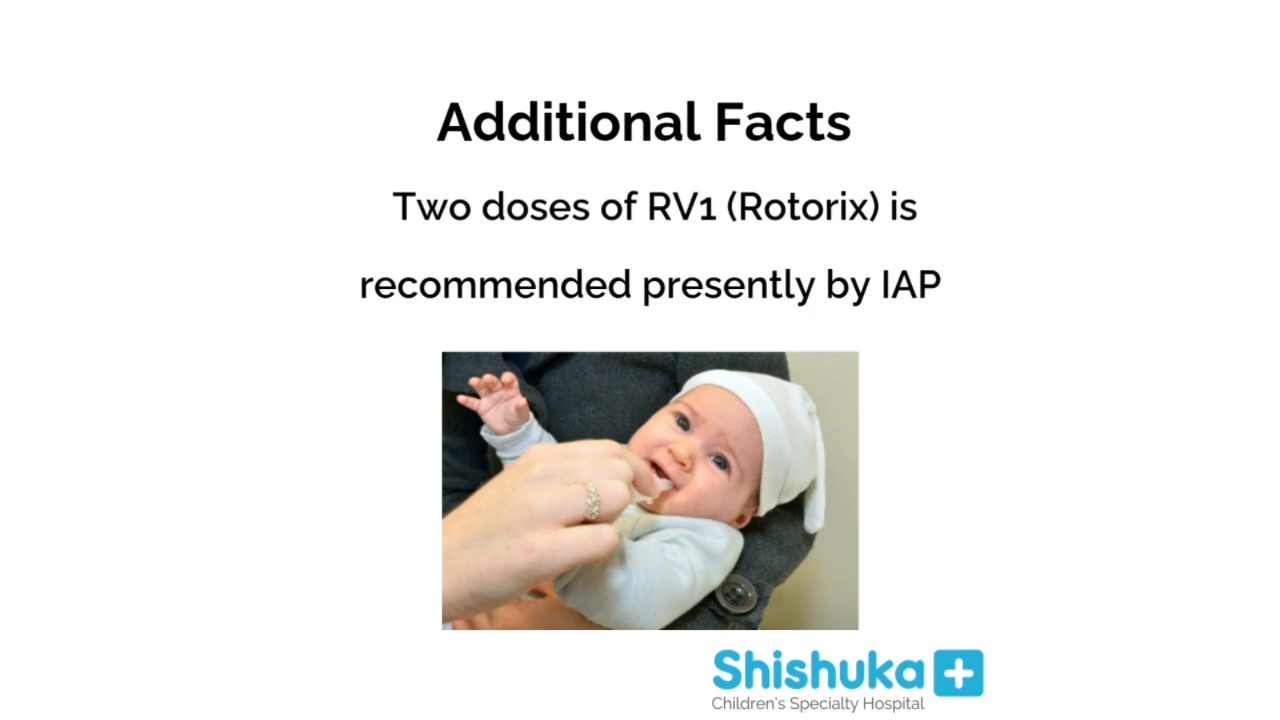 Additional Facts
Two doses of RV1 (Rotorix) is
recommended presently by IAP
Shishuka
Children's Specialty Hospital